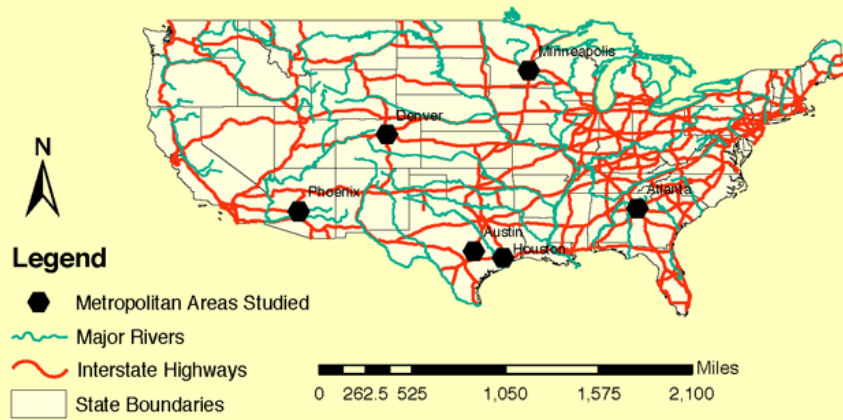 Minneapolis
Denver
Phoenix
Atlanta
Austin
Houston
N
Legend
Metropolitan Areas Studied
Major Rivers
Interstate Highways
State Boundaries
Miles
0 262.5 525 1,050 1,575 2,100